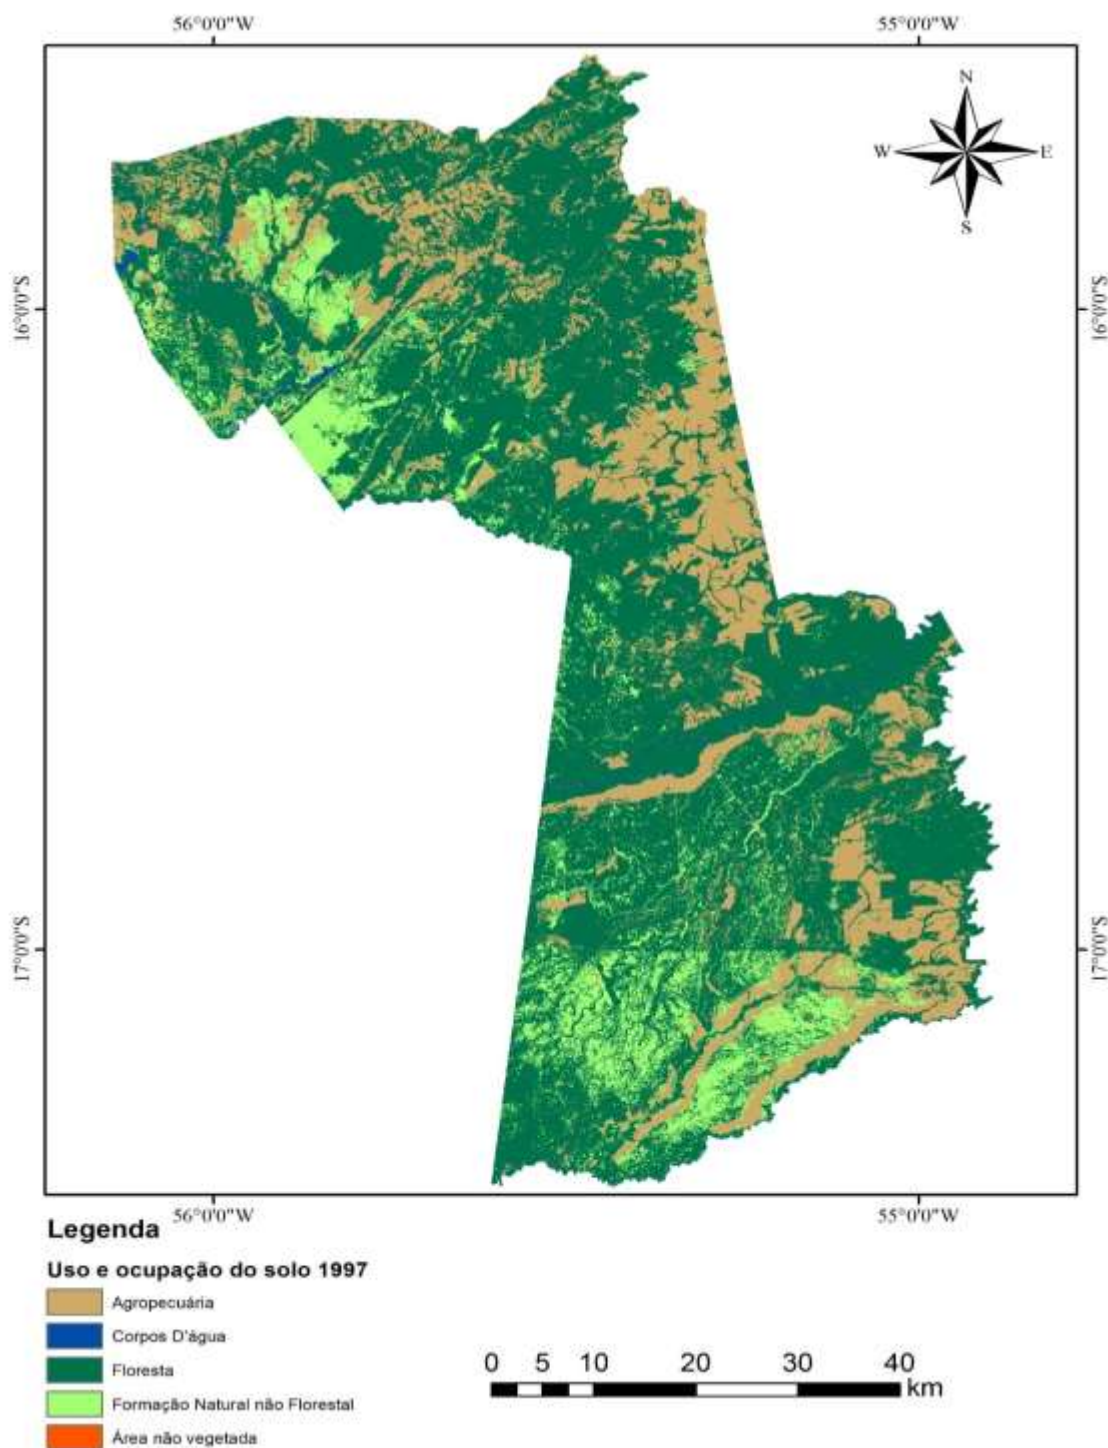 56°0'0"W 55°0'0"W
N
W E
S
16°0'0"S 16°0'0"S
17°0'0"S 17°0'0"S
56°0'0"W 55°0'0"W
Legenda
Uso e ocupação do solo 1997
Agropecuária
Corpos D'água
Floresta
Formação Natural não Florestal
Área não vegetada
0 5 10 20 30 40
km